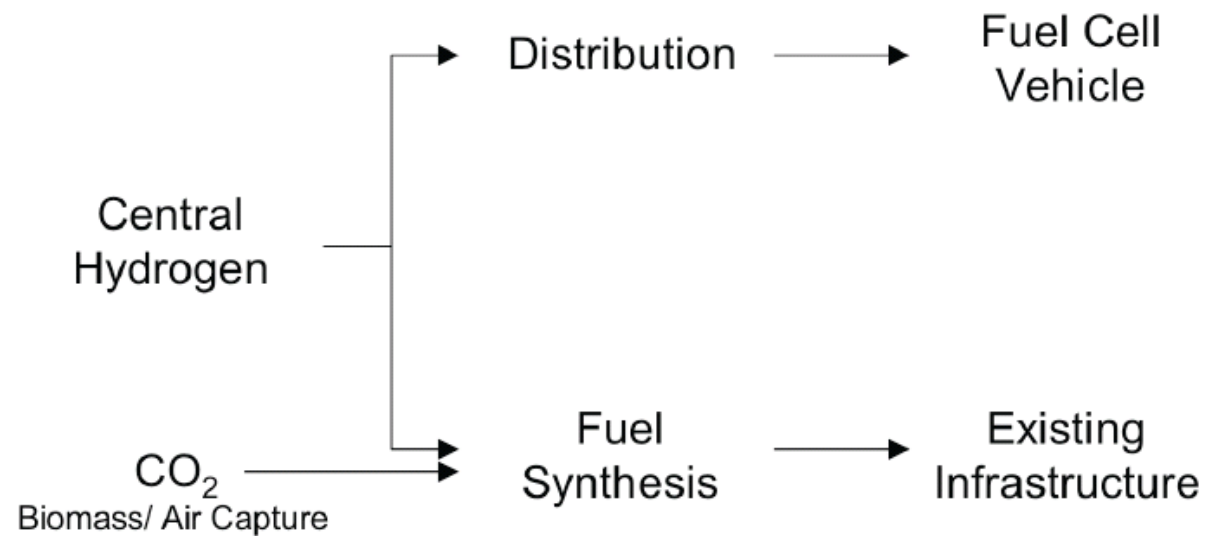 Distribution
Fuel Cell
Vehicle
Central
Hydrogen
CO₂
Biomass/ Air Capture
Fuel
Synthesis
Existing
Infrastructure